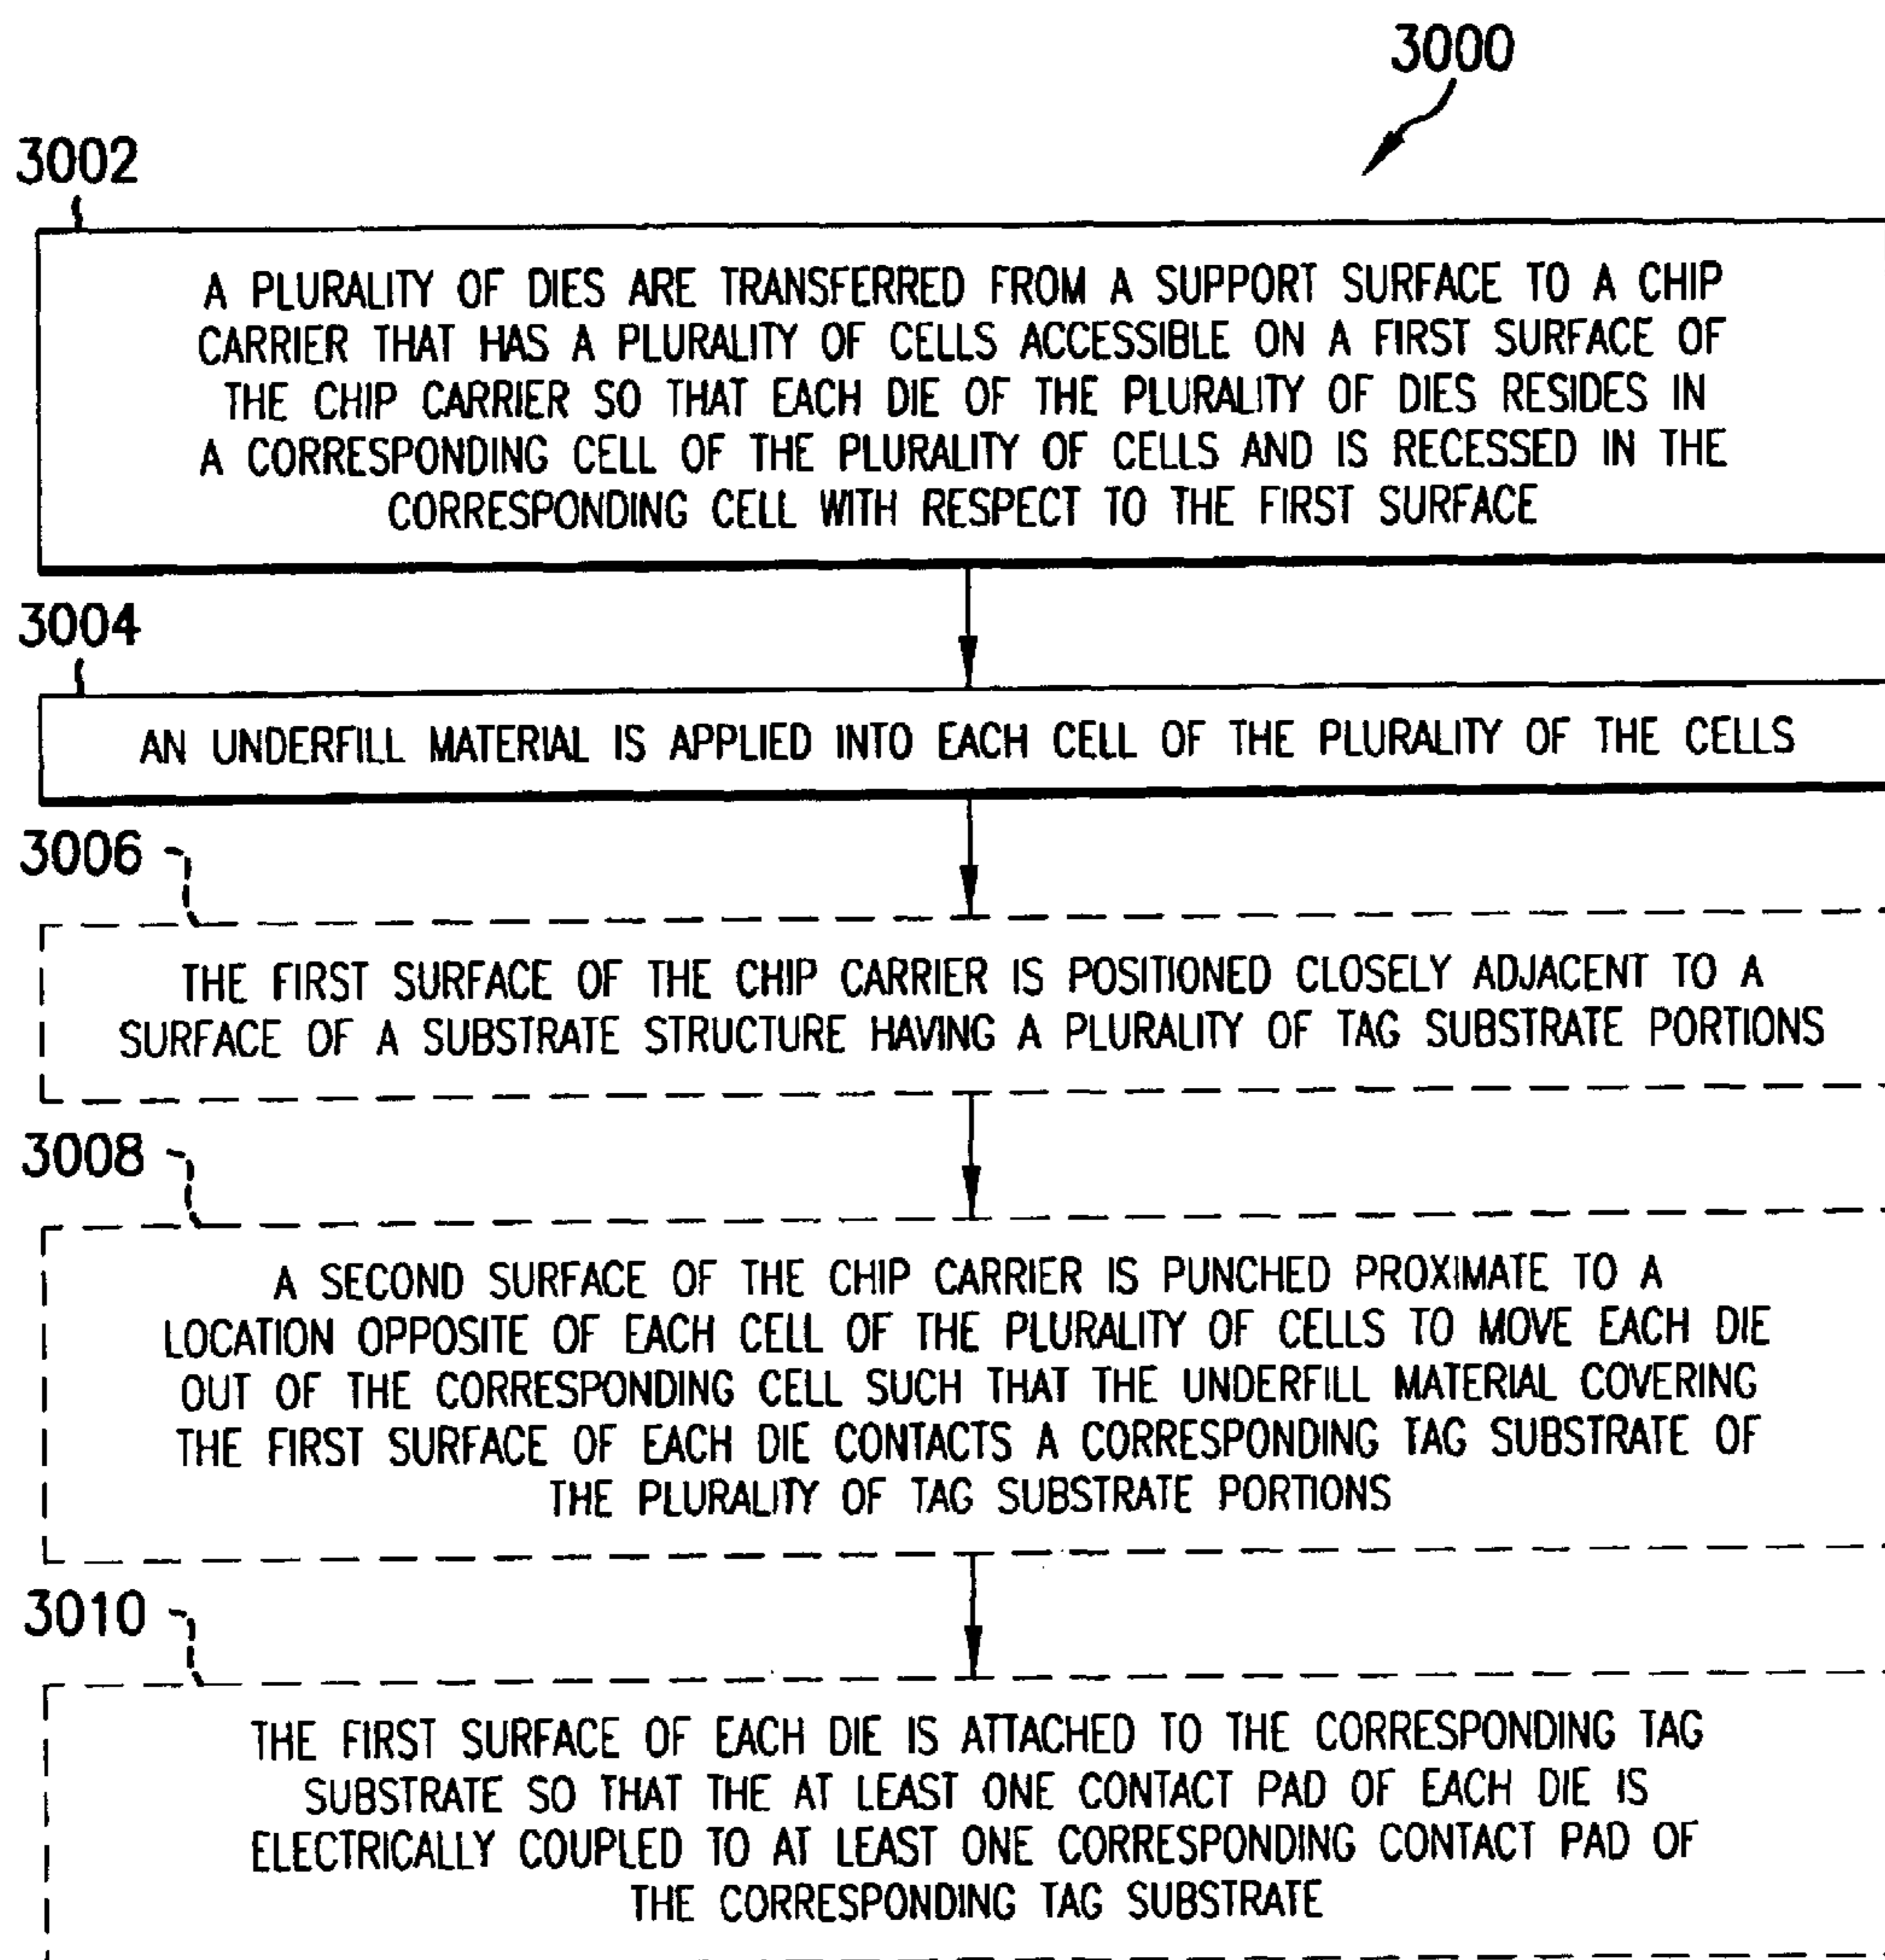 3000
3002
A PLURALITY OF DIES ARE TRANSFERRED FROM A SUPPORT SURFACE TO A CHIP
CARRIER THAT HAS A PLURALITY OF CELLS ACCESSIBLE ON A FIRST SURFACE OF
THE CHIP CARRIER SO THAT EACH DIE OF THE PLURALITY OF DIES RESIDES IN
A CORRESPONDING CELL OF THE PLURALITY OF CELLS AND IS RECESSED IN THE
CORRESPONDING CELL WITH RESPECT TO THE FIRST SURFACE
3004
AN UNDERFILL MATERIAL IS APPLIED INTO EACH CELL OF THE PLURALITY OF THE CELLS
3006
THE FIRST SURFACE OF THE CHIP CARRIER IS POSITIONED CLOSELY ADJACENT TO A
SURFACE OF A SUBSTRATE STRUCTURE HAVING A PLURALITY OF TAG SUBSTRATE PORTIONS
3008
A SECOND SURFACE OF THE CHIP CARRIER IS PUNCHED PROXIMATE TO A
LOCATION OPPOSITE OF EACH CELL OF THE PLURALITY OF CELLS TO MOVE EACH DIE
OUT OF THE CORRESPONDING CELL SUCH THAT THE UNDERFILL MATERIAL COVERING
THE FIRST SURFACE OF EACH DIE CONTACTS A CORRESPONDING TAG SUBSTRATE OF
THE PLURALITY OF TAG SUBSTRATE PORTIONS
3010
THE FIRST SURFACE OF EACH DIE IS ATTACHED TO THE CORRESPONDING TAG
SUBSTRATE SO THAT THE AT LEAST ONE CONTACT PAD OF EACH DIE IS
ELECTRICALLY COUPLED TO AT LEAST ONE CORRESPONDING CONTACT PAD OF
THE CORRESPONDING TAG SUBSTRATE